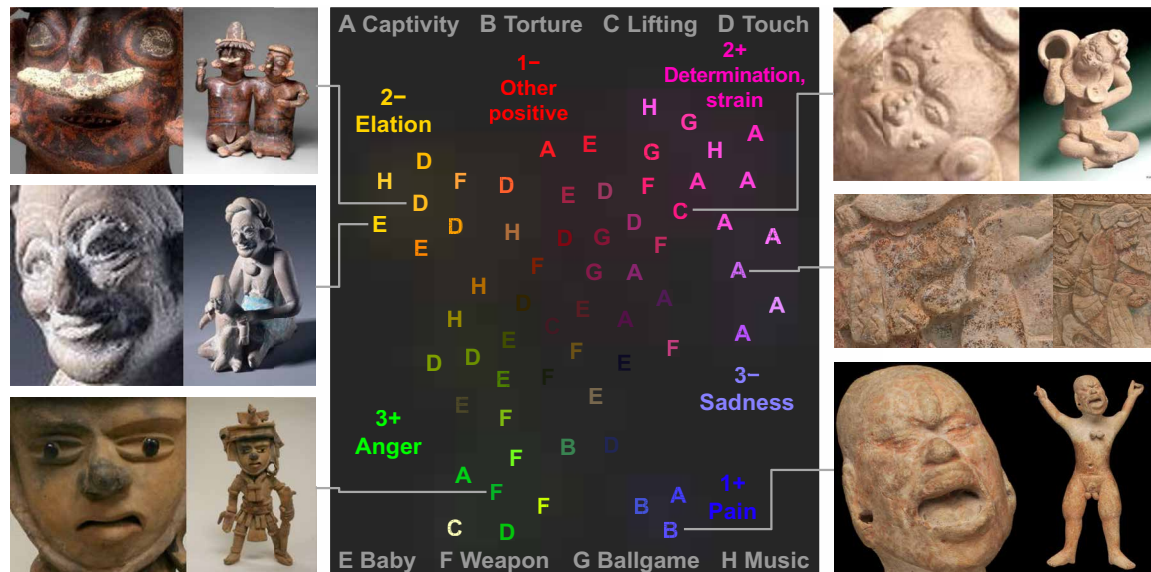 A Captivity B Torture C Lifting D Touch
1−
Other
positive
2+
Determination,
strain
2−
Elation
H
G
A
A E G H
D
H F D E D F A A
D C
E D H D G D F A A
E
F G A A
H D E A A
H C A A
E F E F
D D
E F
3−
Sadness
E E
3+
Anger
F
B D
F
A
1+
Pain
F F B A
C D B
E Baby F Weapon G Ballgame H Music